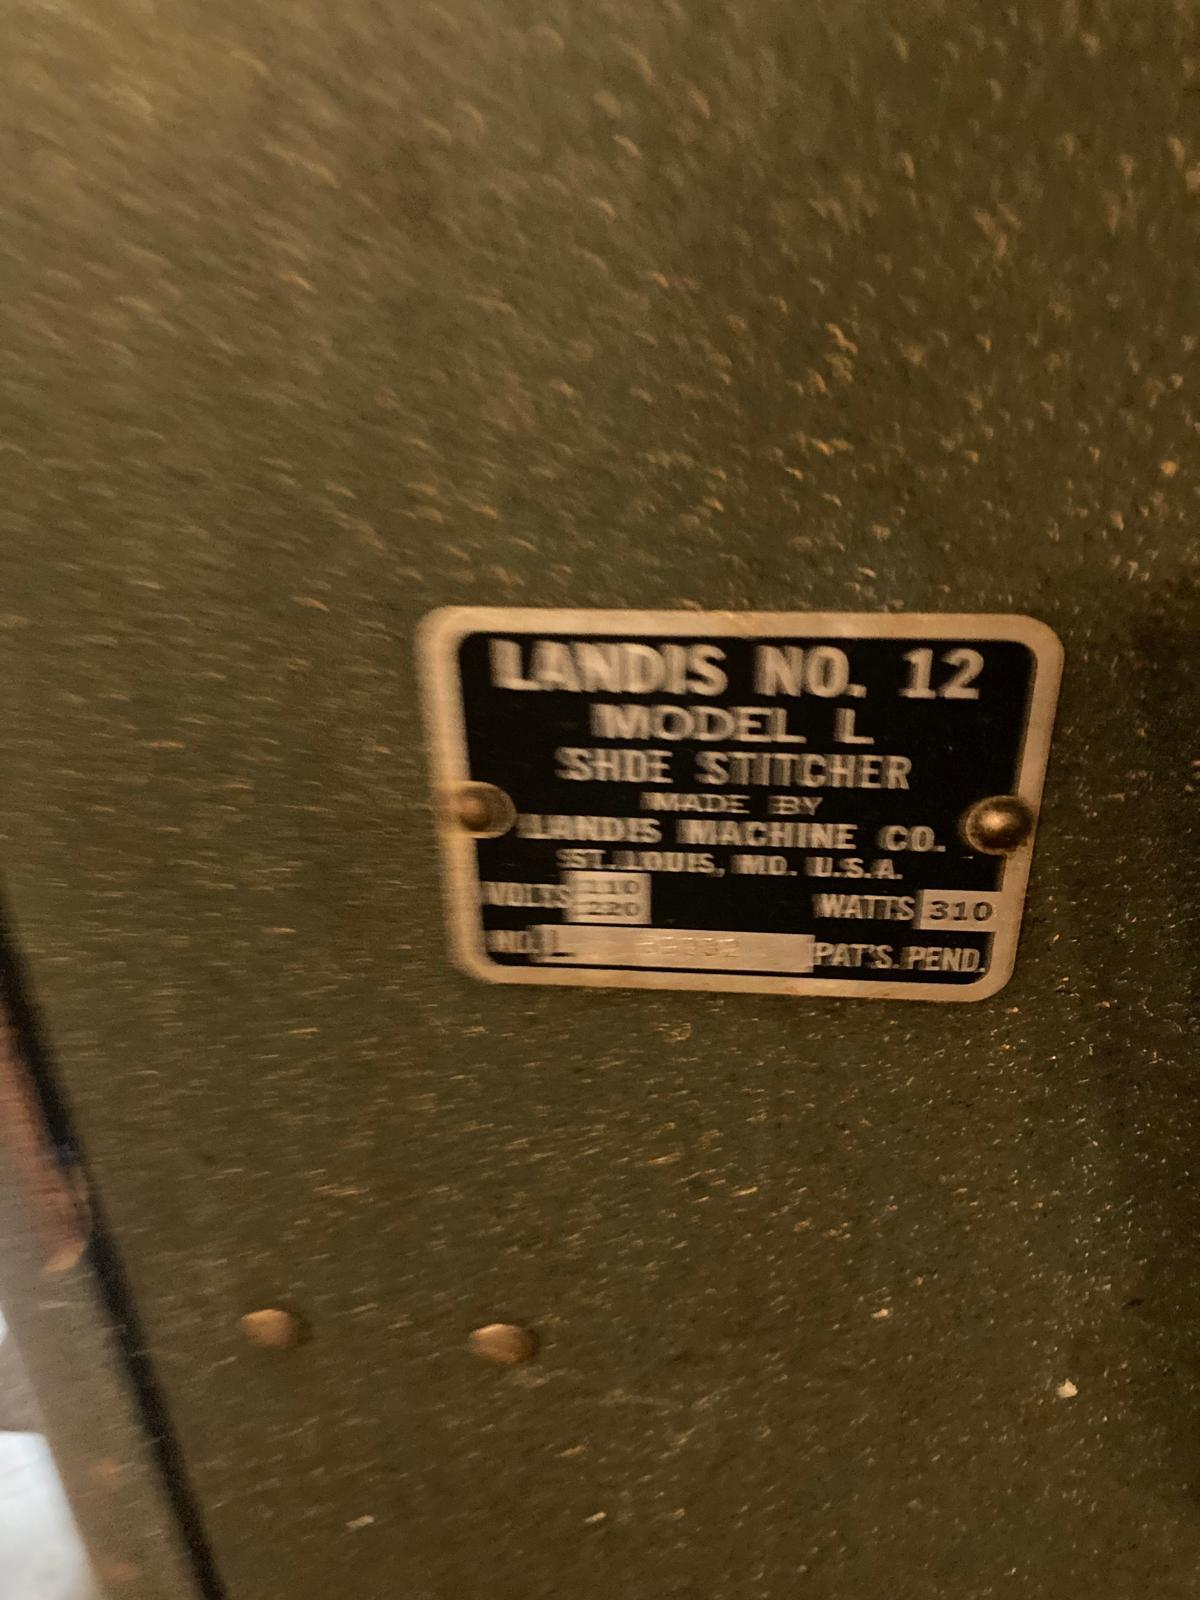 LANDIS NO. 12
MODEL L
SHOE STITCHER
MADE BY
LANDIS MACHINE CO.
ST. LOUIS, MO. U.S.A.
VOLTS 110 220 WATTS 310
NO. L PAT'S. PEND.